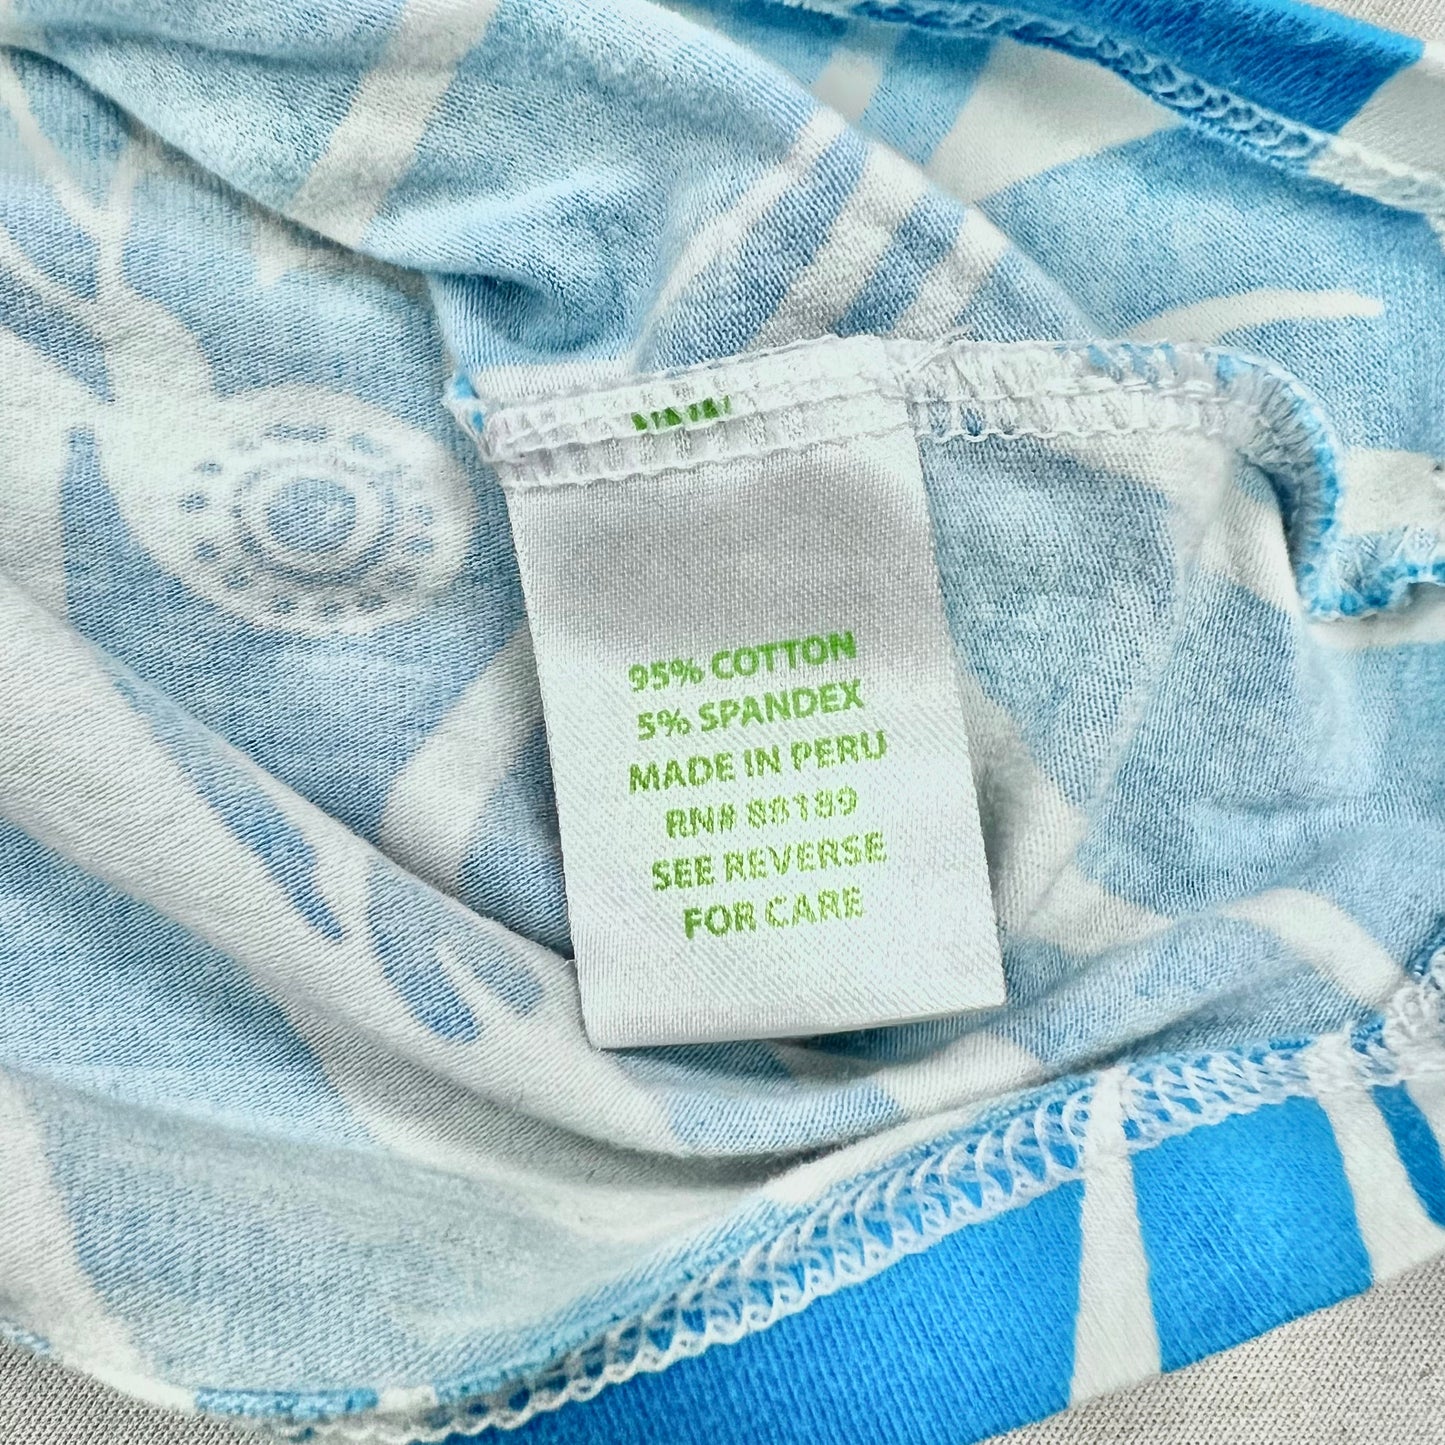 95% COTTON
5% SPANDEX
MADE IN PERU
RN# 88189
SEE REVERSE
FOR CARE